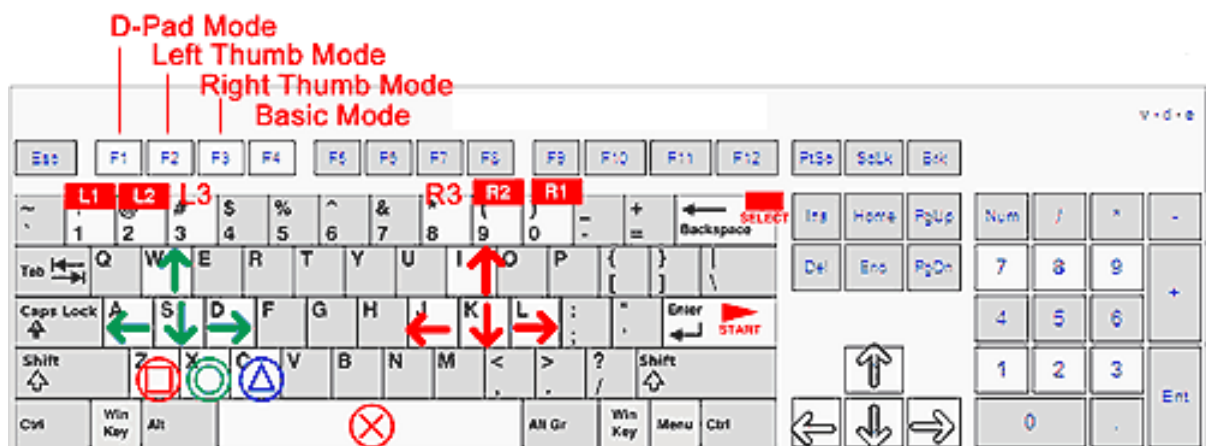 D-Pad Mode
Left Thumb Mode
Right Thumb Mode
Basic Mode
v·d·e
Esc F1 F2 F3 F4 F5 F6 F7 F8 F9 F10 F11 F12 PtSc ScLk Brk
L1 L2 L3 R3 R2 R1
~ # $ % ^ & * ( ) _ + SELECT Ins Home PgUp Num / * -
` 1 2 3 4 5 6 7 8 9 0 - = Backspace
Tab Q W E R T Y U I O P { } | Del End PgDn 7 8 9 +
[ ] \
Caps Lock A S D F G H J K L : " Enter START 4 5 6
; '
Shift Z X C V B N M < > ? Shift 1 2 3 Ent
, . /
Ctrl Win Key Alt Alt Gr Win Key Menu Ctrl 0 .